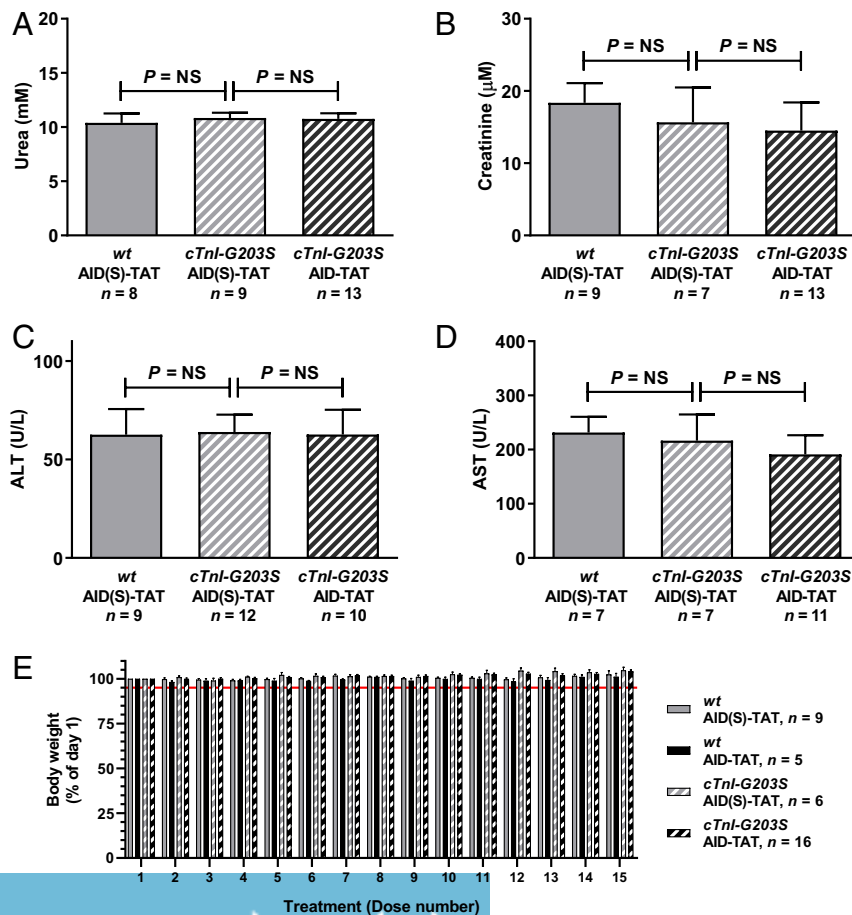 A
Urea (mM)
20
15
10
5
0
P = NS
P = NS
wt
AID(S)-TAT
n = 8
cTnI-G203S
AID(S)-TAT
n = 9
cTnI-G203S
AID-TAT
n = 13
B
Creatinine (μM)
30
20
10
0
P = NS
P = NS
wt
AID(S)-TAT
n = 9
cTnI-G203S
AID(S)-TAT
n = 7
cTnI-G203S
AID-TAT
n = 13
C
ALT (U/L)
100
50
0
P = NS
P = NS
wt
AID(S)-TAT
n = 9
cTnI-G203S
AID(S)-TAT
n = 12
cTnI-G203S
AID-TAT
n = 10
D
AST (U/L)
400
300
200
100
0
P = NS
P = NS
wt
AID(S)-TAT
n = 7
cTnI-G203S
AID(S)-TAT
n = 7
cTnI-G203S
AID-TAT
n = 11
E
Body weight
(% of day 1)
100
75
50
25
0
1 2 3 4 5 6 7 8 9 10 11 12 13 14 15
Treatment (Dose number)
wt
AID(S)-TAT, n = 9
wt
AID-TAT, n = 5
cTnI-G203S
AID(S)-TAT, n = 6
cTnI-G203S
AID-TAT, n = 16